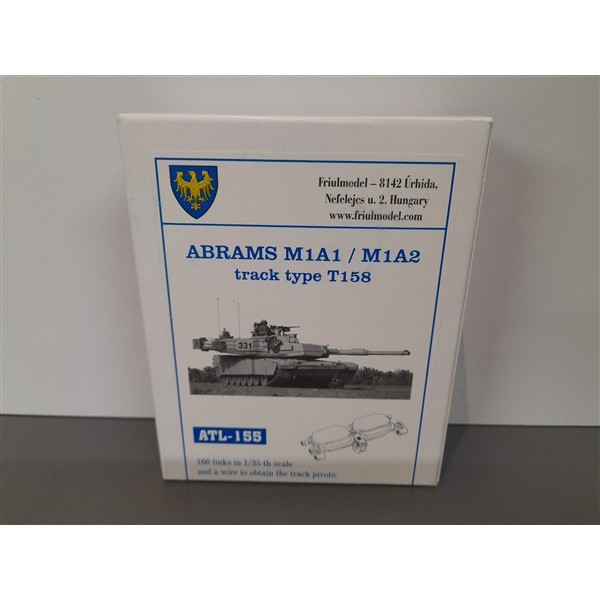 Friulmodel – 8142 Úrhida,
Nefelejcs u. 2. Hungary
www.friulmodel.com
ABRAMS M1A1 / M1A2
track type T158
331
ATL-155
160 links in 1/35 th scale
and a wire to obtain the track pivots.